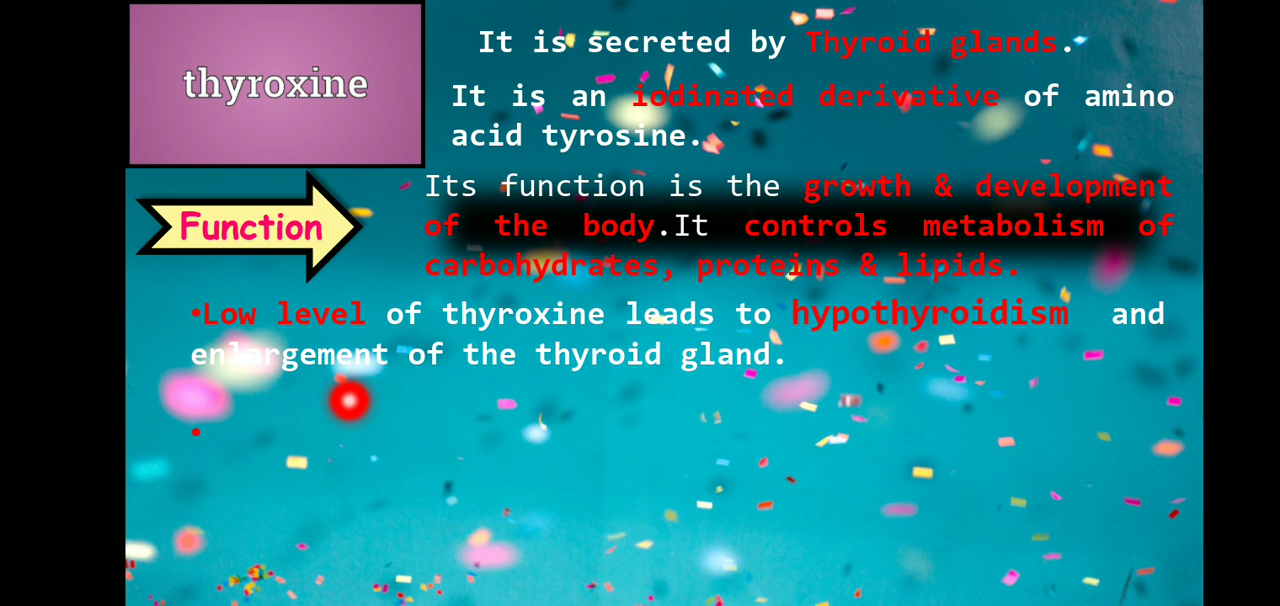 thyroxine
It is secreted by Thyroid glands.
It is an iodinated derivative of amino
acid tyrosine.
Function
Its function is the growth & development
of the body.It controls metabolism of
carbohydrates, proteins & lipids.
•Low level of thyroxine leads to hypothyroidism and
enlargement of the thyroid gland.
•